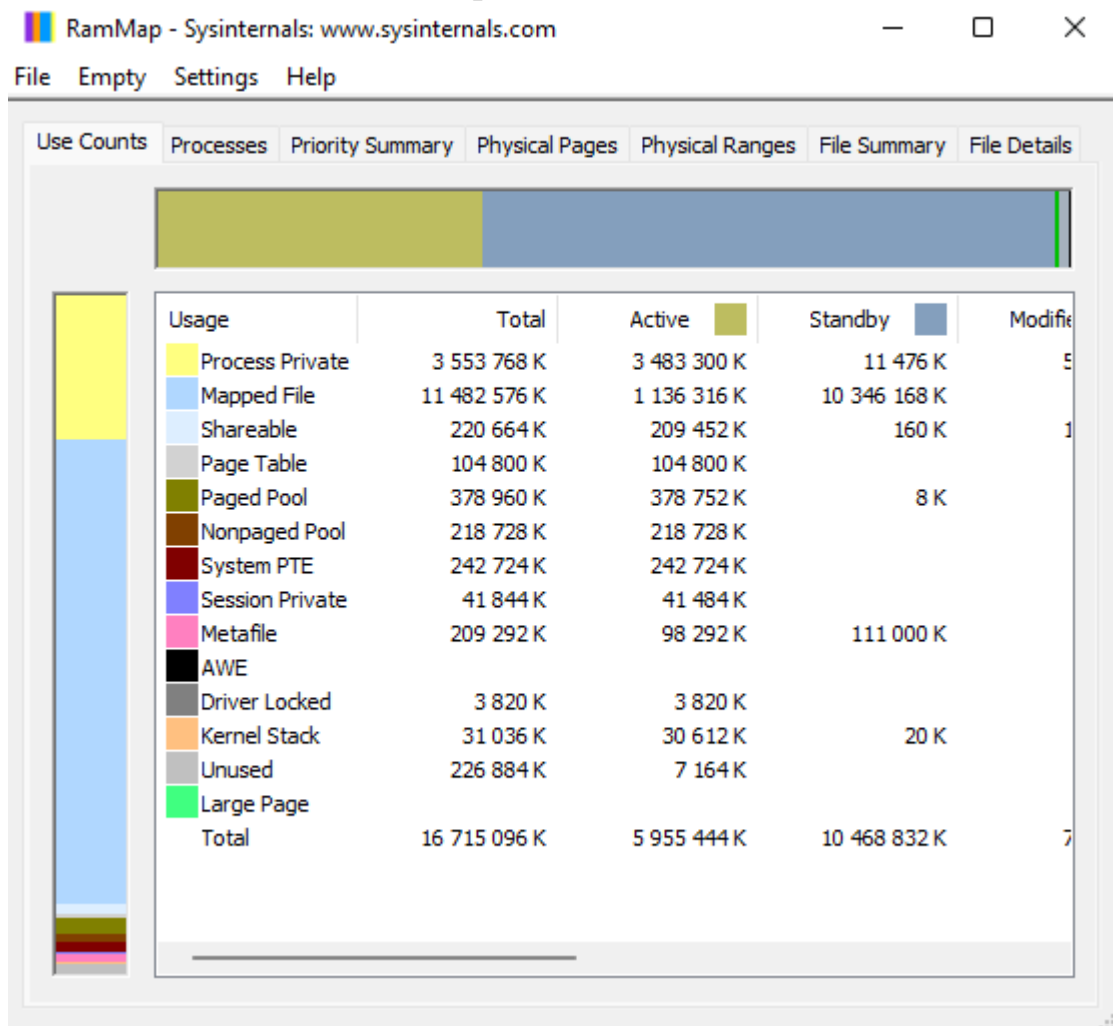 RamMap - Sysinternals: www.sysinternals.com
File Empty Settings Help
Use Counts Processes Priority Summary Physical Pages Physical Ranges File Summary File Details
Usage Total Active Standby Modifie
Process Private 3 553 768 K 3 483 300 K 11 476 K 5
Mapped File 11 482 576 K 1 136 316 K 10 346 168 K
Shareable 220 664 K 209 452 K 160 K 1
Page Table 104 800 K 104 800 K
Paged Pool 378 960 K 378 752 K 8 K
Nonpaged Pool 218 728 K 218 728 K
System PTE 242 724 K 242 724 K
Session Private 41 844 K 41 484 K
Metafile 209 292 K 98 292 K 111 000 K
AWE
Driver Locked 3 820 K 3 820 K
Kernel Stack 31 036 K 30 612 K 20 K
Unused 226 884 K 7 164 K
Large Page
Total 16 715 096 K 5 955 444 K 10 468 832 K 7